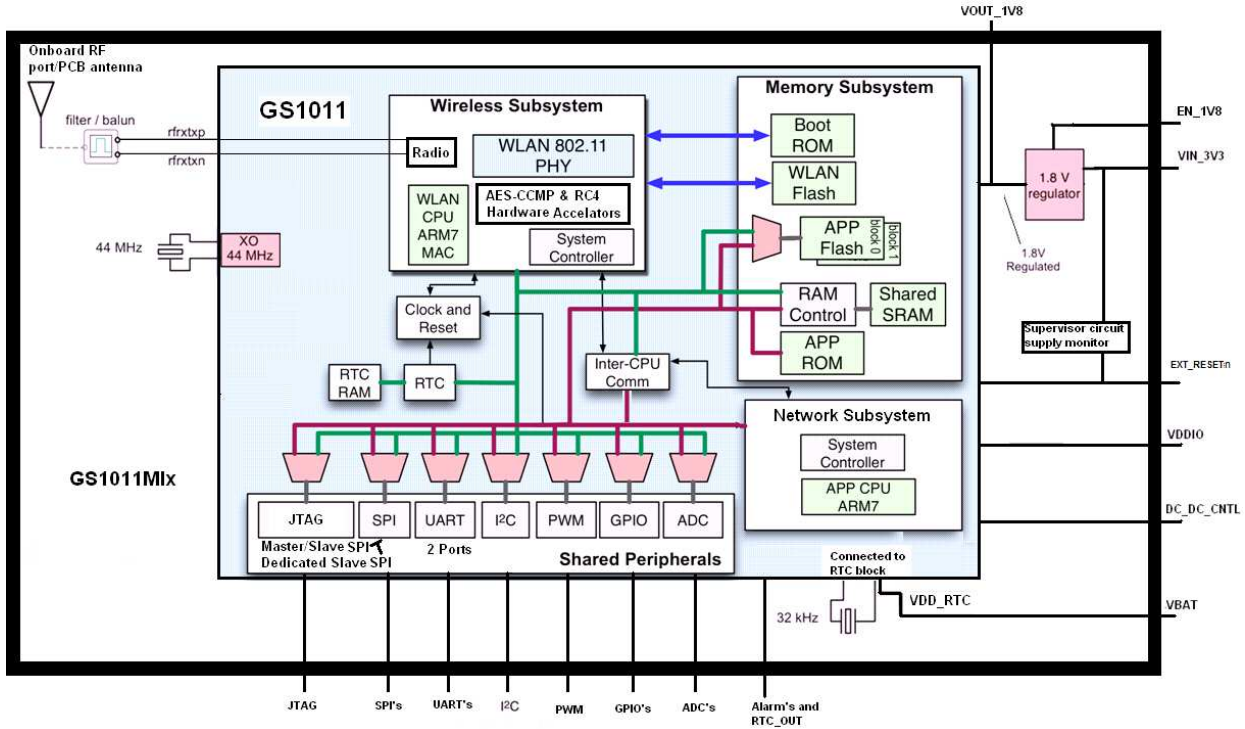 VOUT_1V8
Onboard RF
port/PCB antenna
filter / balun
rfrxtxp
rfrxtxn
GS1011
Wireless Subsystem
Radio
WLAN 802.11
PHY
WLAN
CPU
ARM7
MAC
AES-CCMP & RC4
Hardware Accelators
System
Controller
Memory Subsystem
Boot
ROM
WLAN
Flash
APP
Flash
block 0
block 1
RAM
Control
Shared
SRAM
APP
ROM
EN_1V8
VIN_3V3
1.8 V
regulator
1.8V
Regulated
44 MHz
XO
44 MHz
Clock and
Reset
RTC
RAM
RTC
Inter-CPU
Comm
Supervisor circuit
supply monitor
EXT_RESETn
Network Subsystem
System
Controller
APP CPU
ARM7
VDDIO
DC_DC_CNTL
GS1011MIx
JTAG
SPI
UART
I²C
PWM
GPIO
ADC
Master/Slave SPI
Dedicated Slave SPI
2 Ports
Shared Peripherals
Connected to
RTC block
32 kHz
VDD_RTC
VBAT
JTAG
SPI's
UART's
I²C
PWM
GPIO's
ADC's
Alarm's and
RTC_OUT